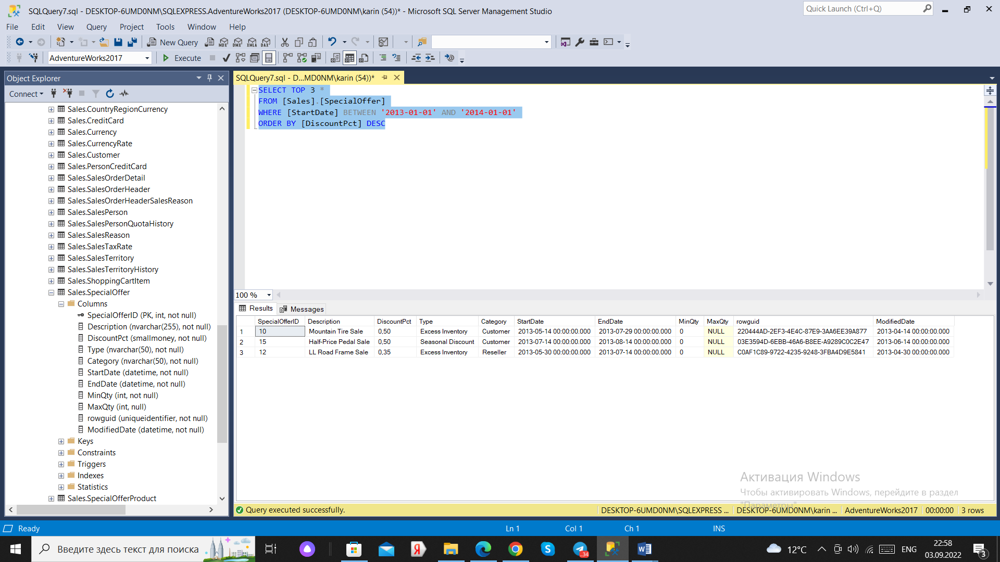 SQLQuery7.sql - DESKTOP-6UMD0NM\SQLEXPRESS.AdventureWorks2017 (DESKTOP-6UMD0NM\karin (54))* - Microsoft SQL Server Management Studio
Quick Launch (Ctrl+Q)
File Edit View Query Project Tools Window Help
New Query MDX DMX XMLA DAX
AdventureWorks2017 Execute
Object Explorer
Connect
Sales.CountryRegionCurrency
Sales.CreditCard
Sales.Currency
Sales.CurrencyRate
Sales.Customer
Sales.PersonCreditCard
Sales.SalesOrderDetail
Sales.SalesOrderHeader
Sales.SalesOrderHeaderSalesReason
Sales.SalesPerson
Sales.SalesPersonQuotaHistory
Sales.SalesReason
Sales.SalesTaxRate
Sales.SalesTerritory
Sales.SalesTerritoryHistory
Sales.ShoppingCartItem
Sales.SpecialOffer
Columns
SpecialOfferID (PK, int, not null)
Description (nvarchar(255), not null)
DiscountPct (smallmoney, not null)
Type (nvarchar(50), not null)
Category (nvarchar(50), not null)
StartDate (datetime, not null)
EndDate (datetime, not null)
MinQty (int, not null)
MaxQty (int, null)
rowguid (uniqueidentifier, not null)
ModifiedDate (datetime, not null)
Keys
Constraints
Triggers
Indexes
Statistics
Sales.SpecialOfferProduct
SQLQuery7.sql - D...MD0NM\karin (54))*
SELECT TOP 3 *
FROM [Sales].[SpecialOffer]
WHERE [StartDate] BETWEEN '2013-01-01' AND '2014-01-01'
ORDER BY [DiscountPct] DESC
100 %
Results Messages
SpecialOfferID Description DiscountPct Type Category StartDate EndDate MinQty MaxQty rowguid ModifiedDate
1 10 Mountain Tire Sale 0,50 Excess Inventory Customer 2013-05-14 00:00:00.000 2013-07-29 00:00:00.000 0 NULL 220444AD-2EF3-4E4C-87E9-3AA6EE39A877 2013-04-14 00:00:00.000
2 15 Half-Price Pedal Sale 0,50 Seasonal Discount Customer 2013-07-14 00:00:00.000 2013-08-14 00:00:00.000 0 NULL 03E3594D-6EBB-46A6-B8EE-A9289C0C2E47 2013-06-14 00:00:00.000
3 12 LL Road Frame Sale 0,35 Excess Inventory Reseller 2013-05-30 00:00:00.000 2013-07-14 00:00:00.000 0 NULL C0AF1C89-9722-4235-9248-3FBA4D9E5841 2013-04-30 00:00:00.000
Активация Windows
Чтобы активировать Windows, перейдите в раздел
"Параметры"
Query executed successfully. DESKTOP-6UMD0NM\SQLEXPRESS ... DESKTOP-6UMD0NM\karin ... AdventureWorks2017 00:00:00 3 rows
Ready Ln 1 Col 1 Ch 1 INS
Введите здесь текст для поиска
Я S ..34 W 12°C ENG 22:58
03.09.2022 3